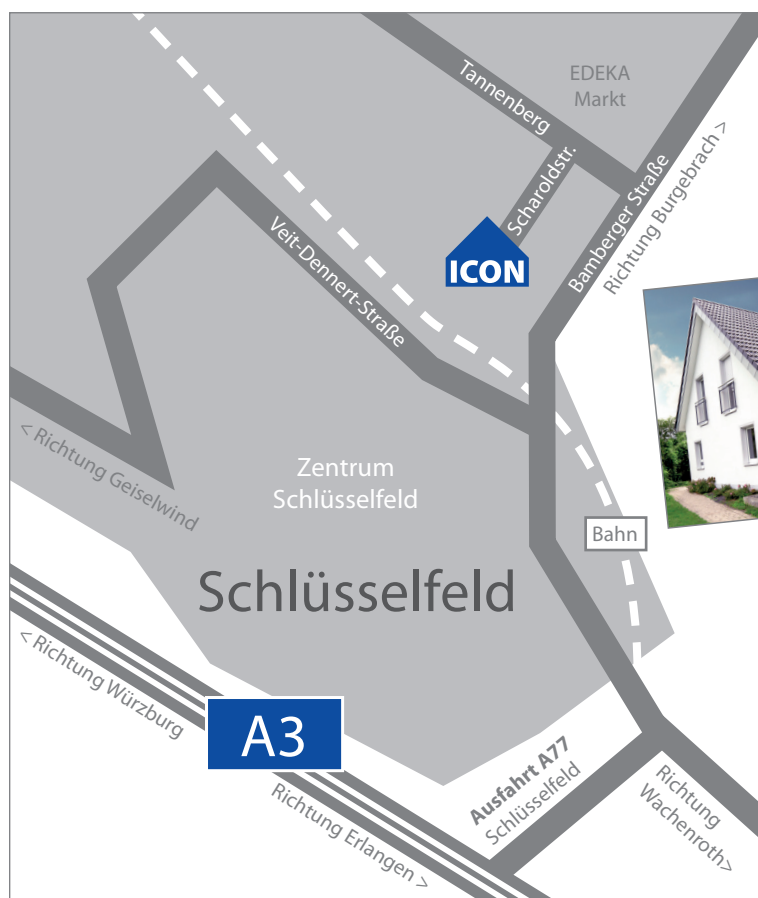 EDEKA
Markt
Tannenberg
Scharoldstr.
Bamberger Straße
Richtung Burgebrach >
ICON
Veit-Dennert-Straße
< Richtung Geiselwind
Zentrum
Schlüsselfeld
Bahn
Schlüsselfeld
< Richtung Würzburg
A3
Richtung Erlangen >
Ausfahrt A77
Schlüsselfeld
Richtung
Wachenroth>